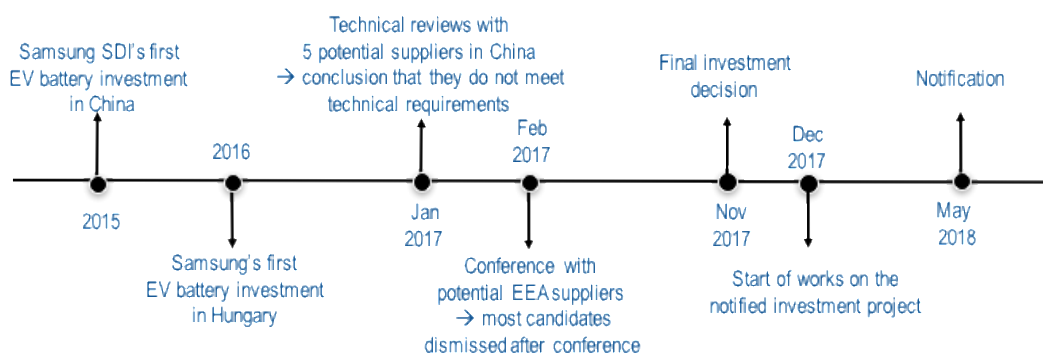 Samsung SDI's first
EV battery investment
in China
2015
2016
Samsung's first
EV battery investment
in Hungary
Technical reviews with
5 potential suppliers in China
→ conclusion that they do not meet
technical requirements
Jan
2017
Feb
2017
Conference with
potential EEA suppliers
→ most candidates
dismissed after conference
Final investment
decision
Nov
2017
Dec
2017
Start of works on the
notified investment project
Notification
May
2018